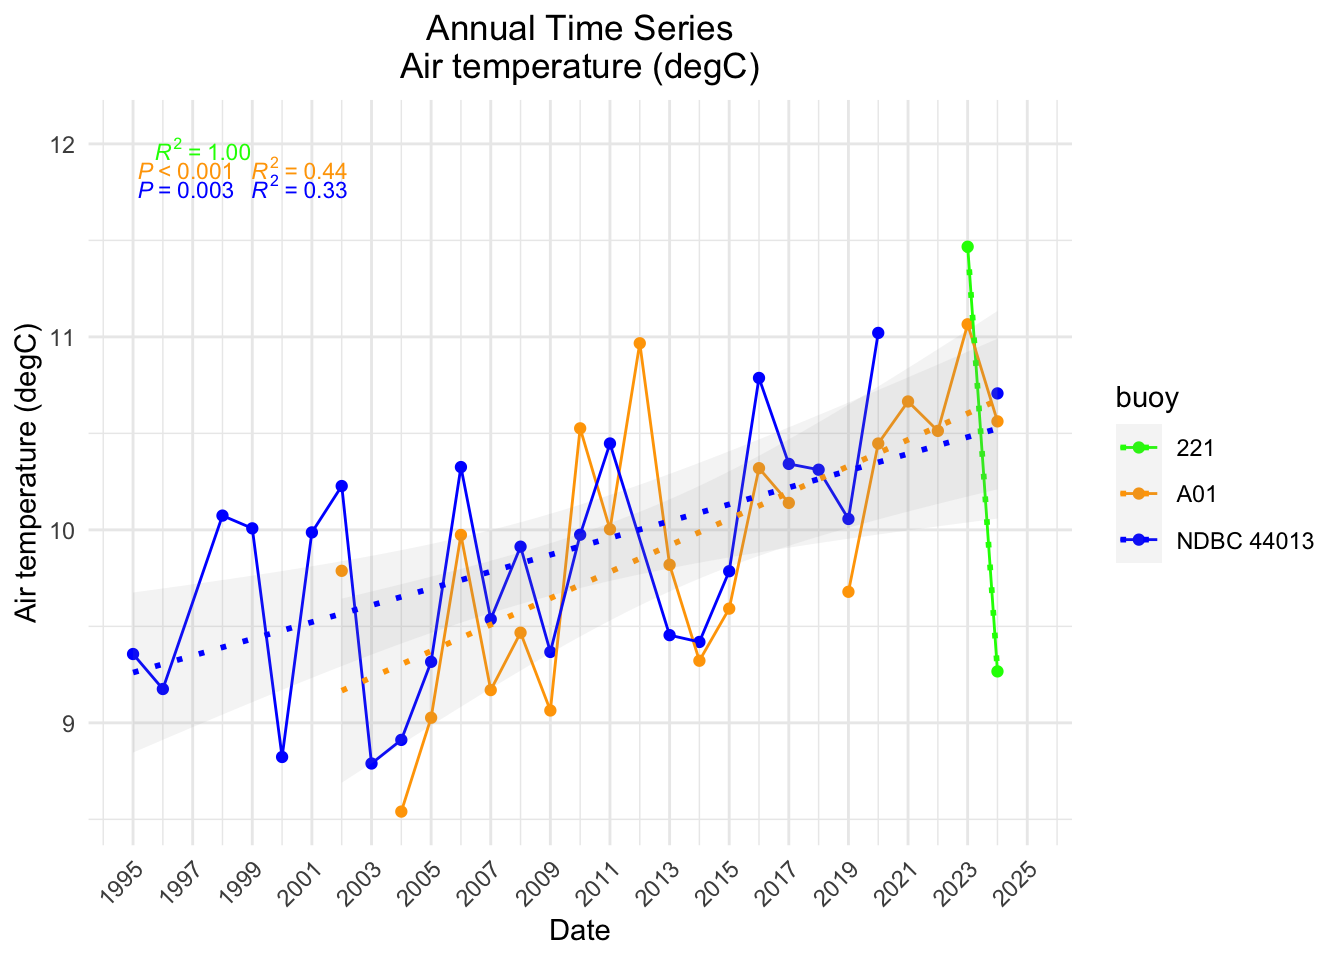 Annual Time Series
Air temperature (degC)
R² = 1.00
P < 0.001 R² = 0.44
P = 0.003 R² = 0.33
12
11
10
9
Air temperature (degC)
1995 1997 1999 2001 2003 2005 2007 2009 2011 2013 2015 2017 2019 2021 2023 2025
Date
buoy
221
A01
NDBC 44013